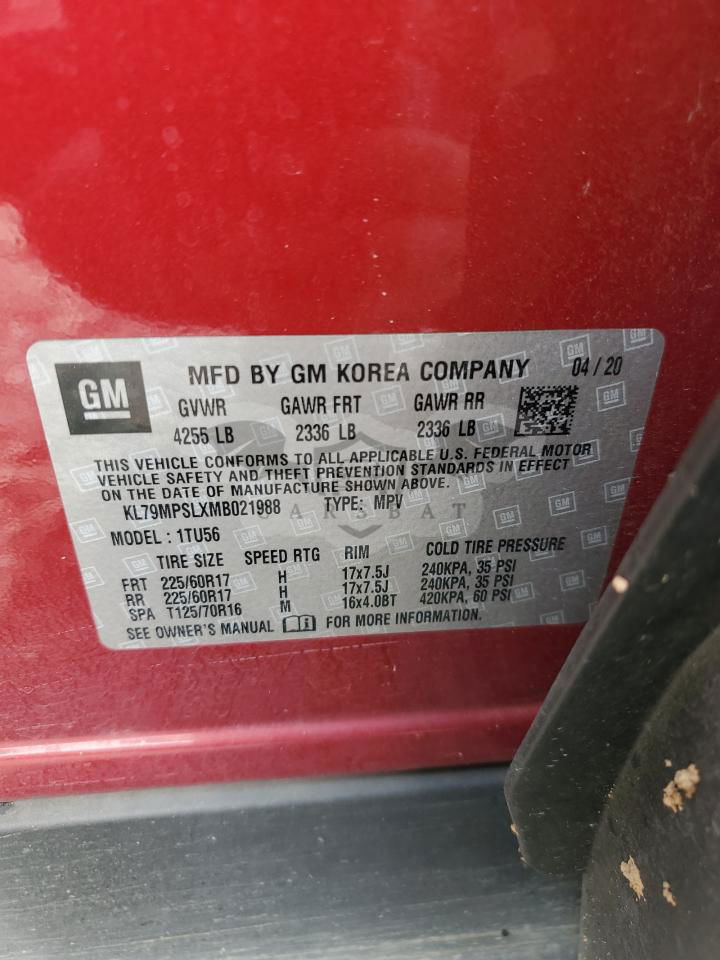 GM
MFD BY GM KOREA COMPANY 04 / 20
GVWR GAWR FRT GAWR RR
4255 LB 2336 LB 2336 LB
THIS VEHICLE CONFORMS TO ALL APPLICABLE U.S. FEDERAL MOTOR
VEHICLE SAFETY AND THEFT PREVENTION STANDARDS IN EFFECT
ON THE DATE OF MANUFACTURE SHOWN ABOVE.
KL79MPSLXMB021988 TYPE: MPV
CARSBAT
MODEL : 1TU56
TIRE SIZE SPEED RTG RIM COLD TIRE PRESSURE
FRT 225/60R17 H 17x7.5J 240KPA, 35 PSI
RR 225/60R17 H 17x7.5J 240KPA, 35 PSI
SPA T125/70R16 M 16x4.0BT 420KPA, 60 PSI
SEE OWNER'S MANUAL FOR MORE INFORMATION.